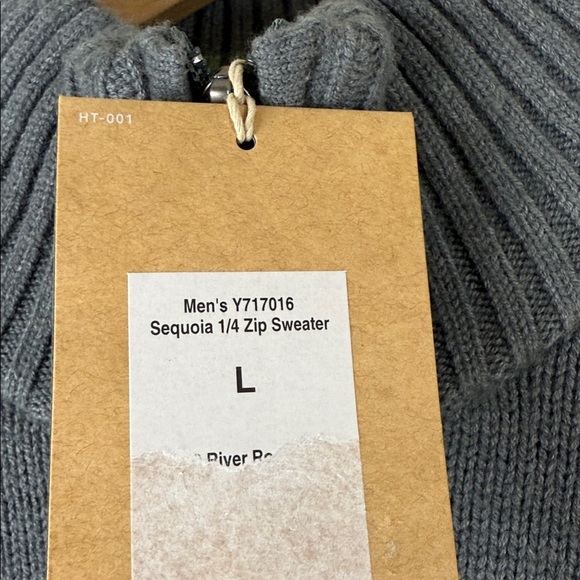 HT-001
Men's Y717016
Sequoia 1/4 Zip Sweater
L
River